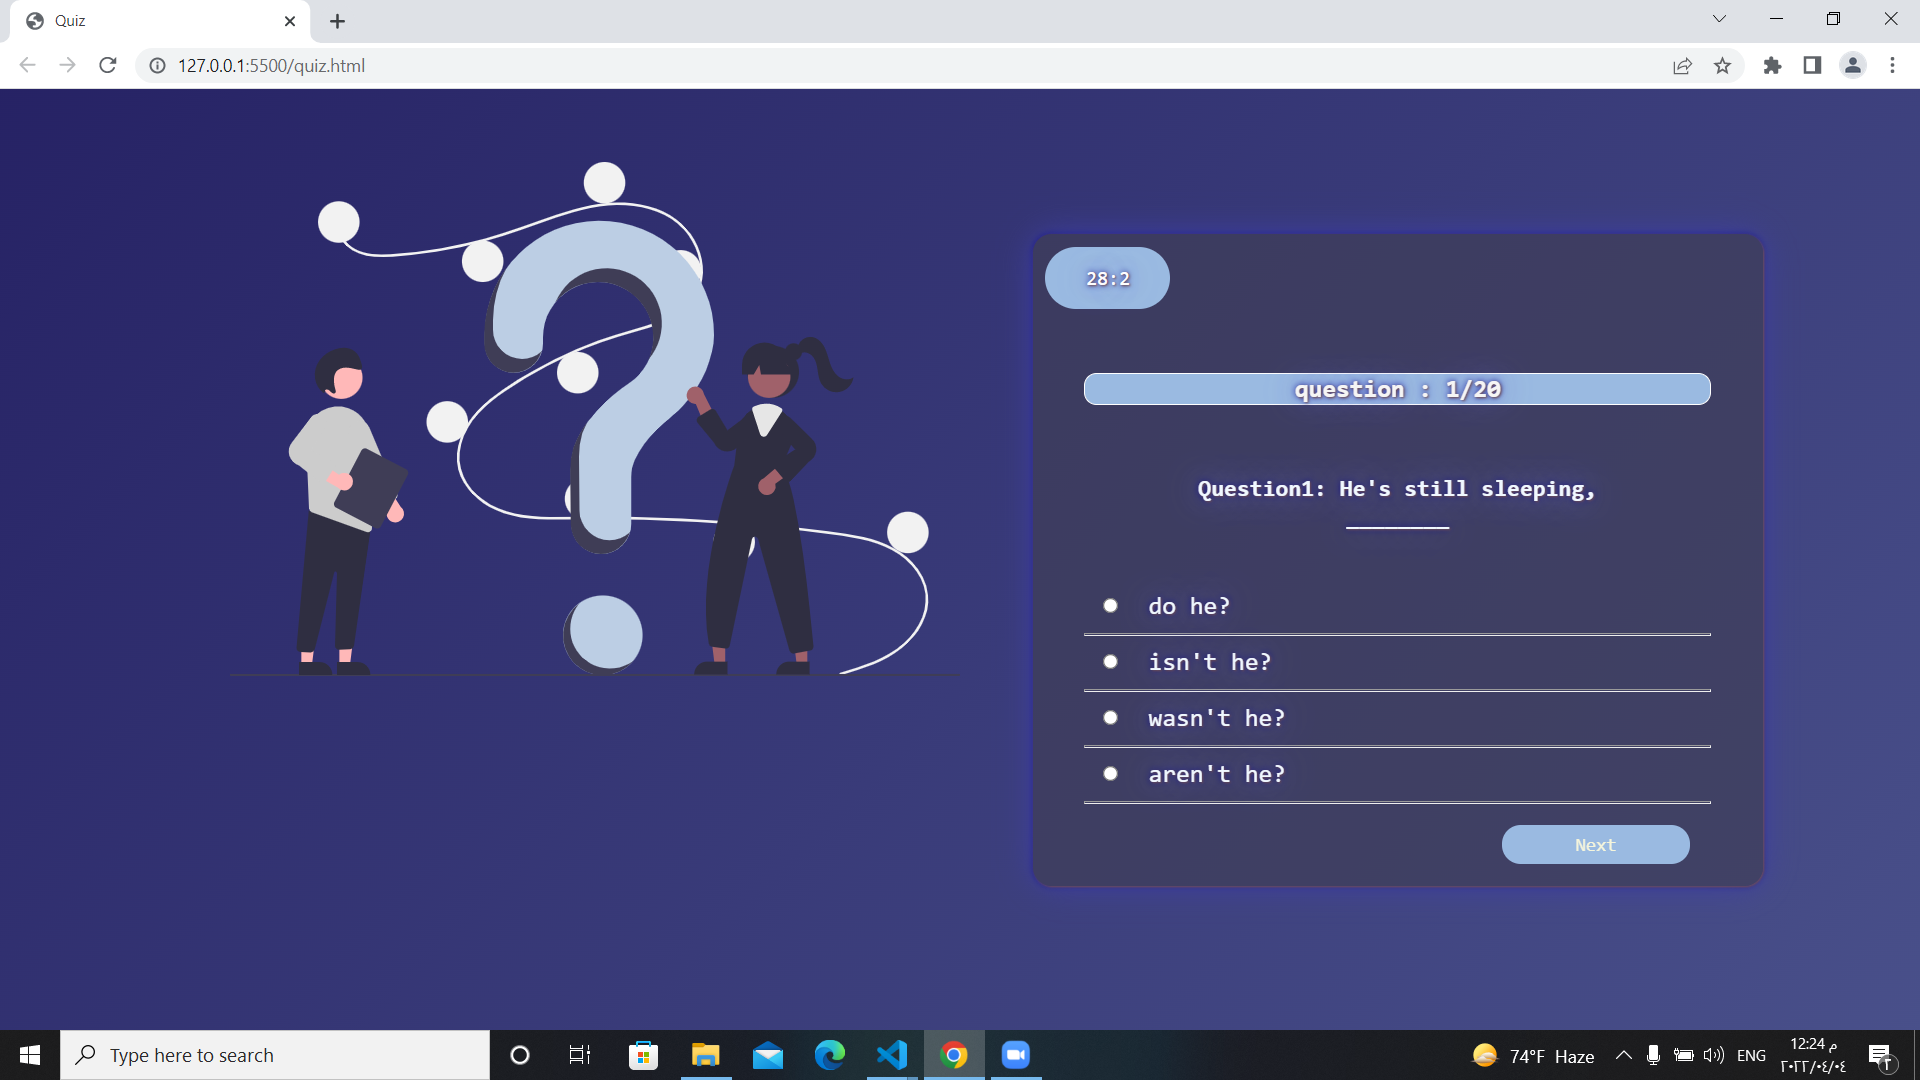 Quiz
127.0.0.1:5500/quiz.html
28:2
question : 1/20
Question1: He's still sleeping,
________
do he?
isn't he?
wasn't he?
aren't he?
Next
Type here to search
74°F Haze
ENG
12:24 م
٢٠٢٢/٠٤/٠٤
٢